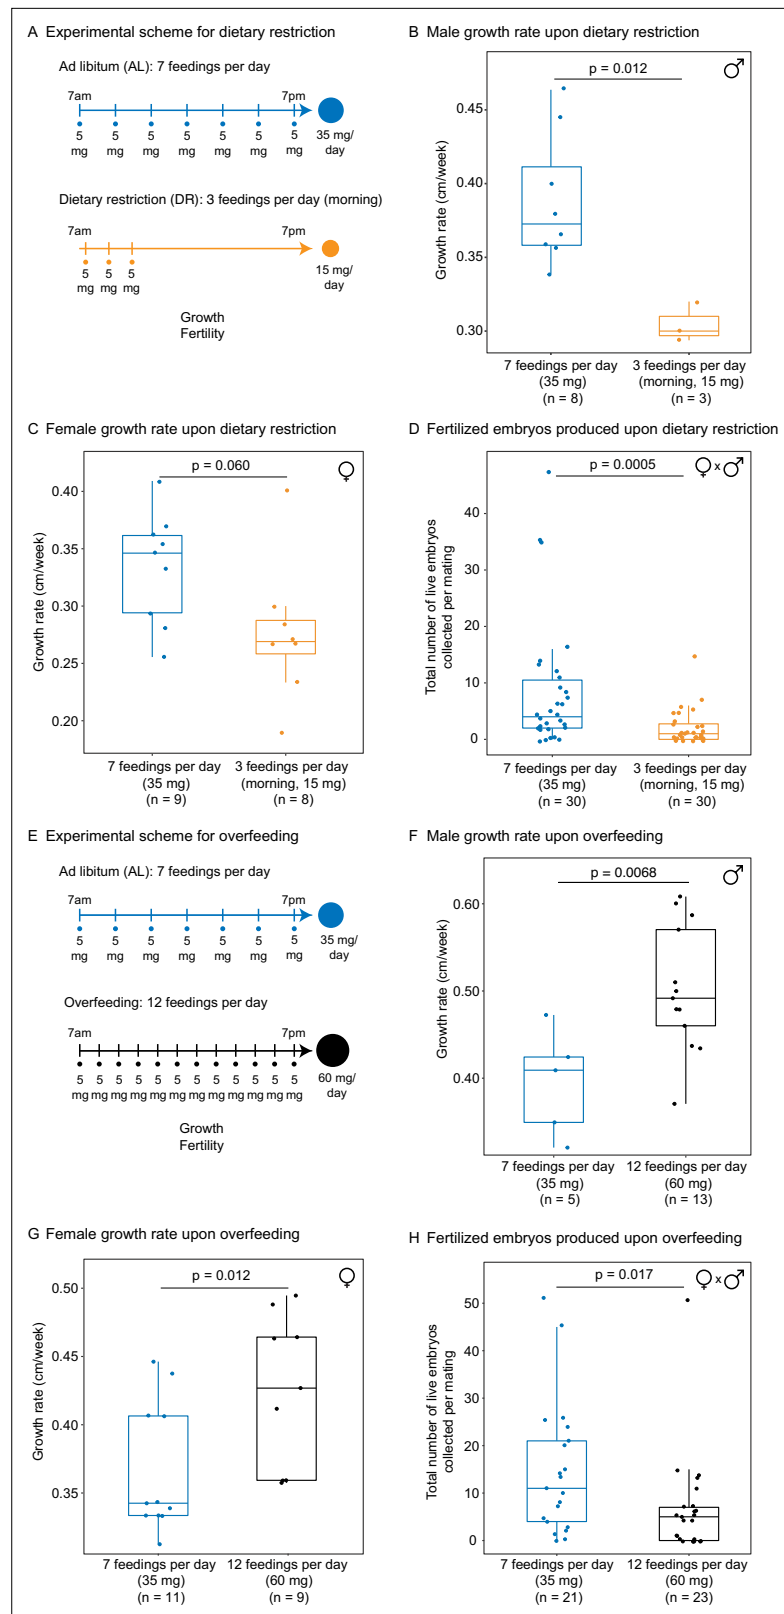 A Experimental scheme for dietary restriction
Ad libitum (AL): 7 feedings per day
7am 7pm
5 5 5 5 5 5 5 35 mg/
mg mg mg mg mg mg mg day
Dietary restriction (DR): 3 feedings per day (morning)
7am 7pm
5 5 5 15 mg/
mg mg mg day
Growth
Fertility
B Male growth rate upon dietary restriction
p = 0.012
♂
Growth rate (cm/week)
0.45
0.40
0.35
0.30
7 feedings per day 3 feedings per day
(35 mg) (morning, 15 mg)
(n = 8) (n = 3)
C Female growth rate upon dietary restriction
p = 0.060
♀
Growth rate (cm/week)
0.40
0.35
0.30
0.25
0.20
7 feedings per day 3 feedings per day
(35 mg) (morning, 15 mg)
(n = 9) (n = 8)
D Fertilized embryos produced upon dietary restriction
p = 0.0005
♀ x ♂
Total number of live embryos
collected per mating
40
30
20
10
0
7 feedings per day 3 feedings per day
(35 mg) (morning, 15 mg)
(n = 30) (n = 30)
E Experimental scheme for overfeeding
Ad libitum (AL): 7 feedings per day
7am 7pm
5 5 5 5 5 5 5 35 mg/
mg mg mg mg mg mg mg day
Overfeeding: 12 feedings per day
7am 7pm
5 5 5 5 5 5 5 5 5 5 5 5 60 mg/
mg mg mg mg mg mg mg mg mg mg mg mg day
Growth
Fertility
F Male growth rate upon overfeeding
p = 0.0068
♂
Growth rate (cm/week)
0.60
0.50
0.40
7 feedings per day 12 feedings per day
(35 mg) (60 mg)
(n = 5) (n = 13)
G Female growth rate upon overfeeding
p = 0.012
♀
Growth rate (cm/week)
0.50
0.45
0.40
0.35
7 feedings per day 12 feedings per day
(35 mg) (60 mg)
(n = 11) (n = 9)
H Fertilized embryos produced upon overfeeding
p = 0.017
♀ x ♂
Total number of live embryos
collected per mating
50
40
30
20
10
0
7 feedings per day 12 feedings per day
(35 mg) (60 mg)
(n = 21) (n = 23)